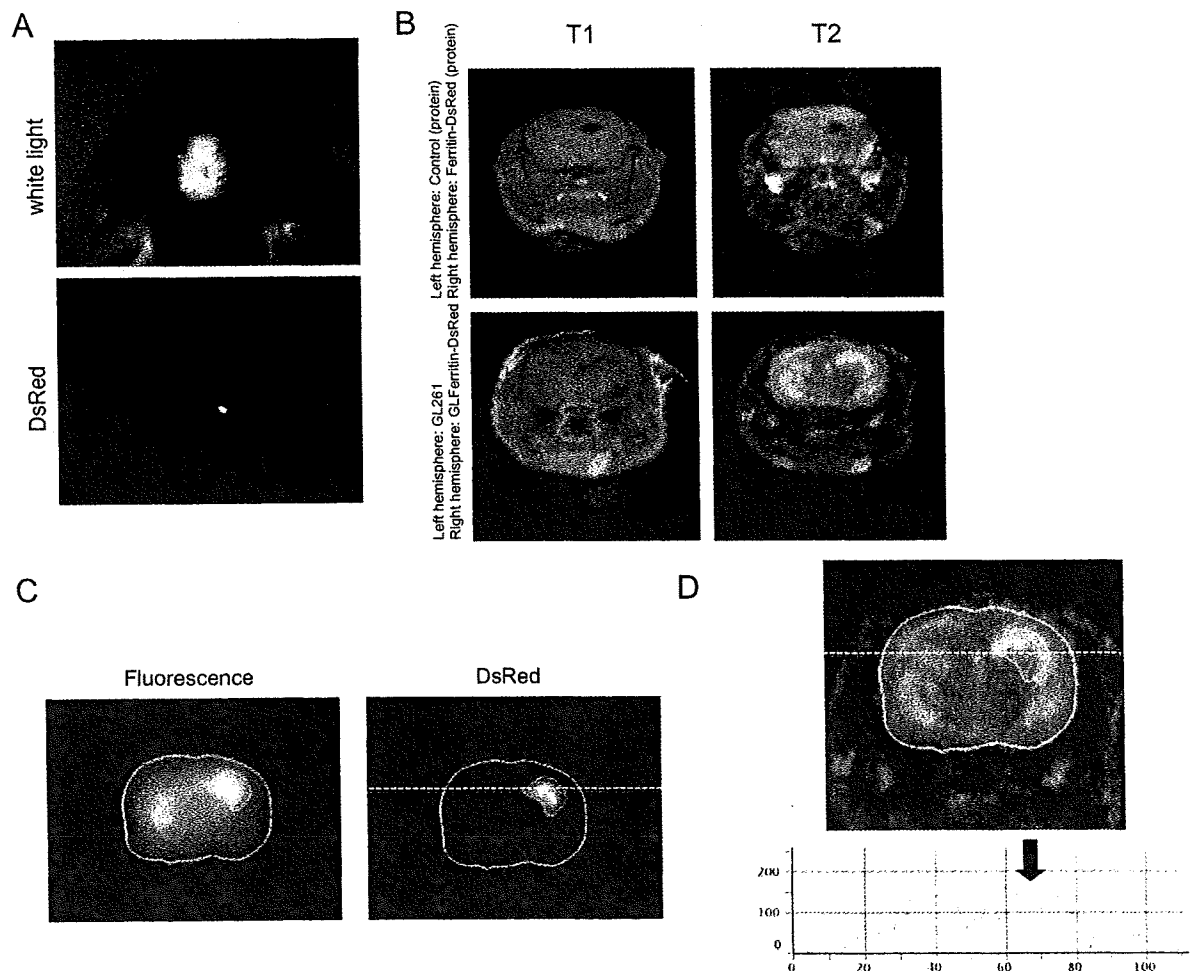 A
white light
DsRed
B
T1
T2
Left hemisphere: Control (protein)
Right hemisphere: Ferritin-DsRed (protein)
Left hemisphere: GL261
Right hemisphere: GLFerritin-DsRed
C
Fluorescence
DsRed
D
200
100
0
0 20 40 60 80 100